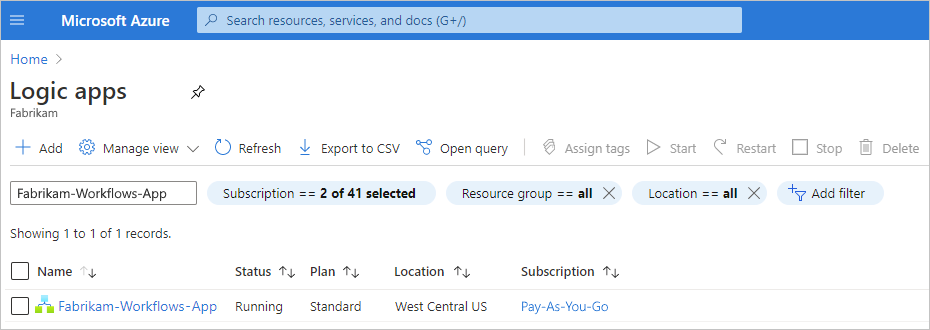 Microsoft Azure Search resources, services, and docs (G+/)
Home
Logic apps
Fabrikam
Add Manage view Refresh Export to CSV Open query Assign tags Start Restart Stop Delete
Fabrikam-Workflows-App Subscription == 2 of 41 selected Resource group == all Location == all Add filter
Showing 1 to 1 of 1 records.
Name Status Plan Location Subscription
Fabrikam-Workflows-App Running Standard West Central US Pay-As-You-Go